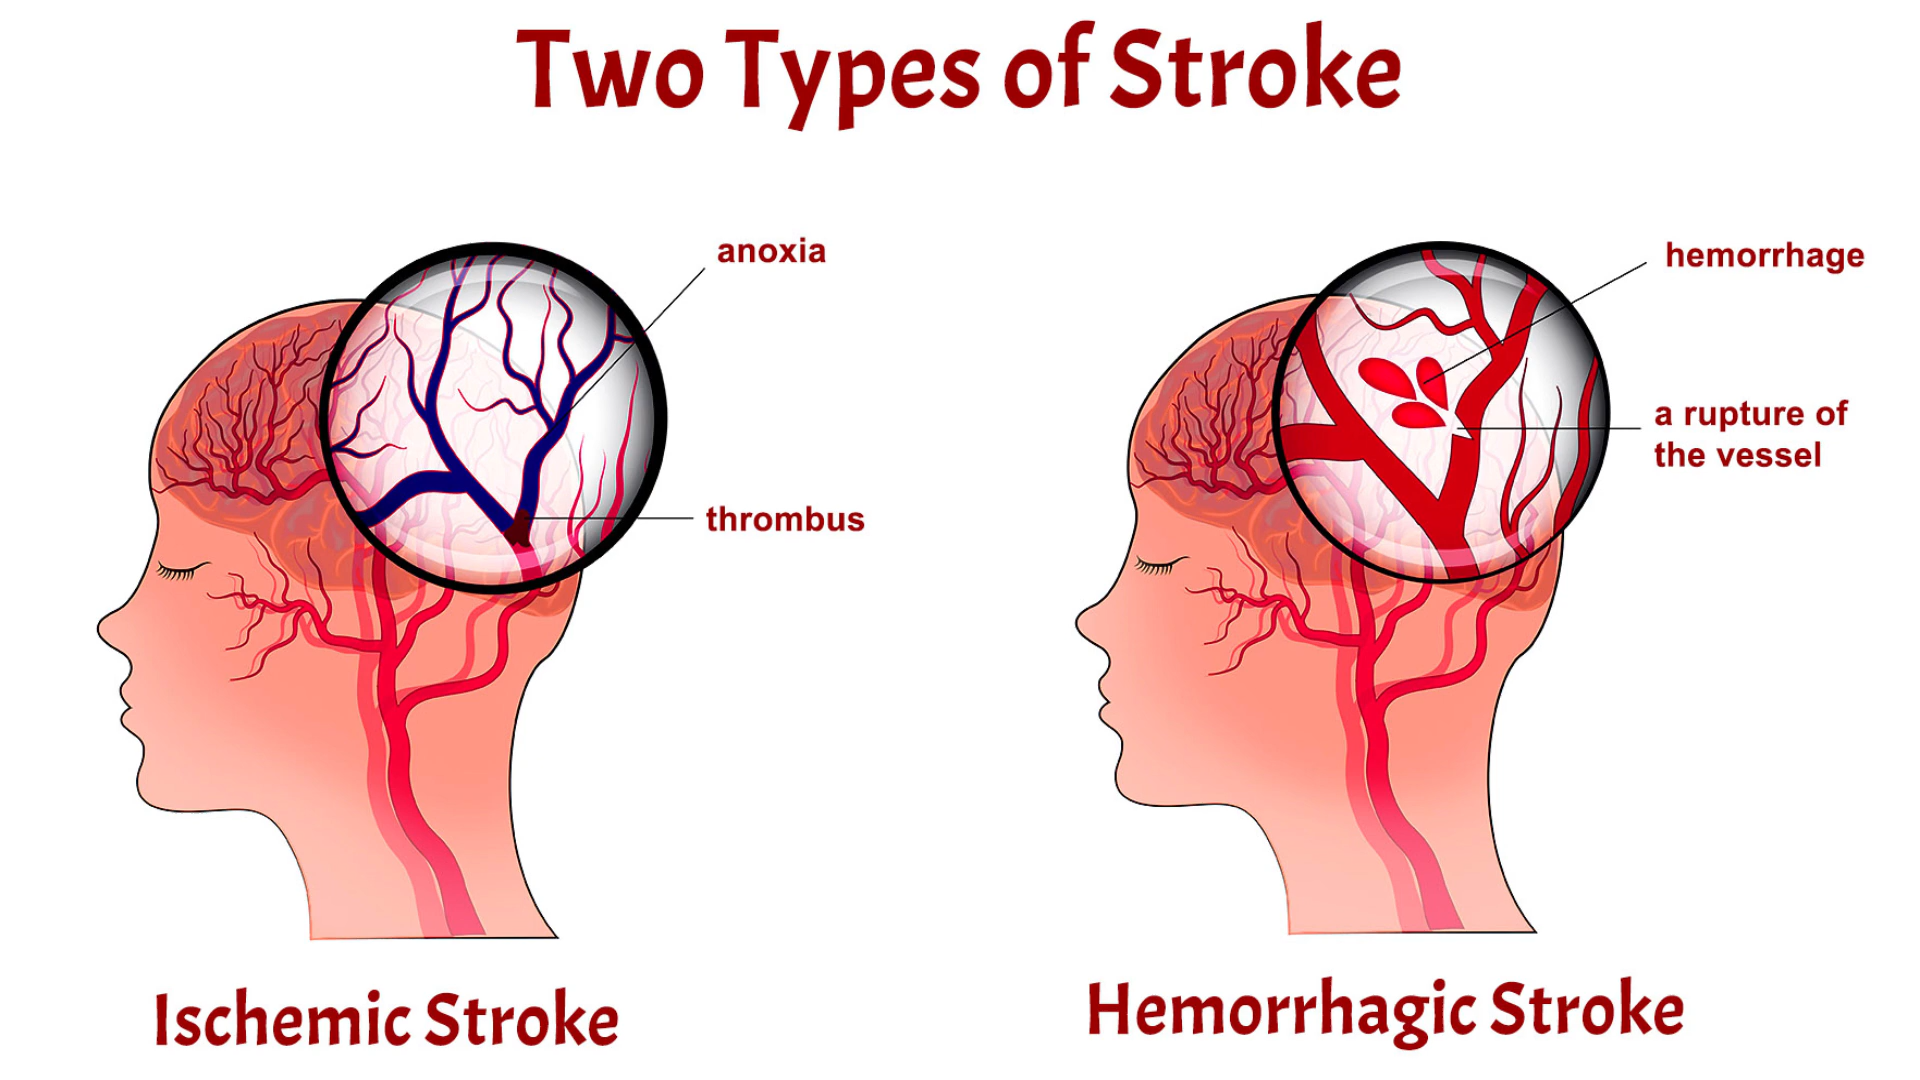 Two Types of Stroke
anoxia
thrombus
Ischemic Stroke
hemorrhage
a rupture of
the vessel
Hemorrhagic Stroke